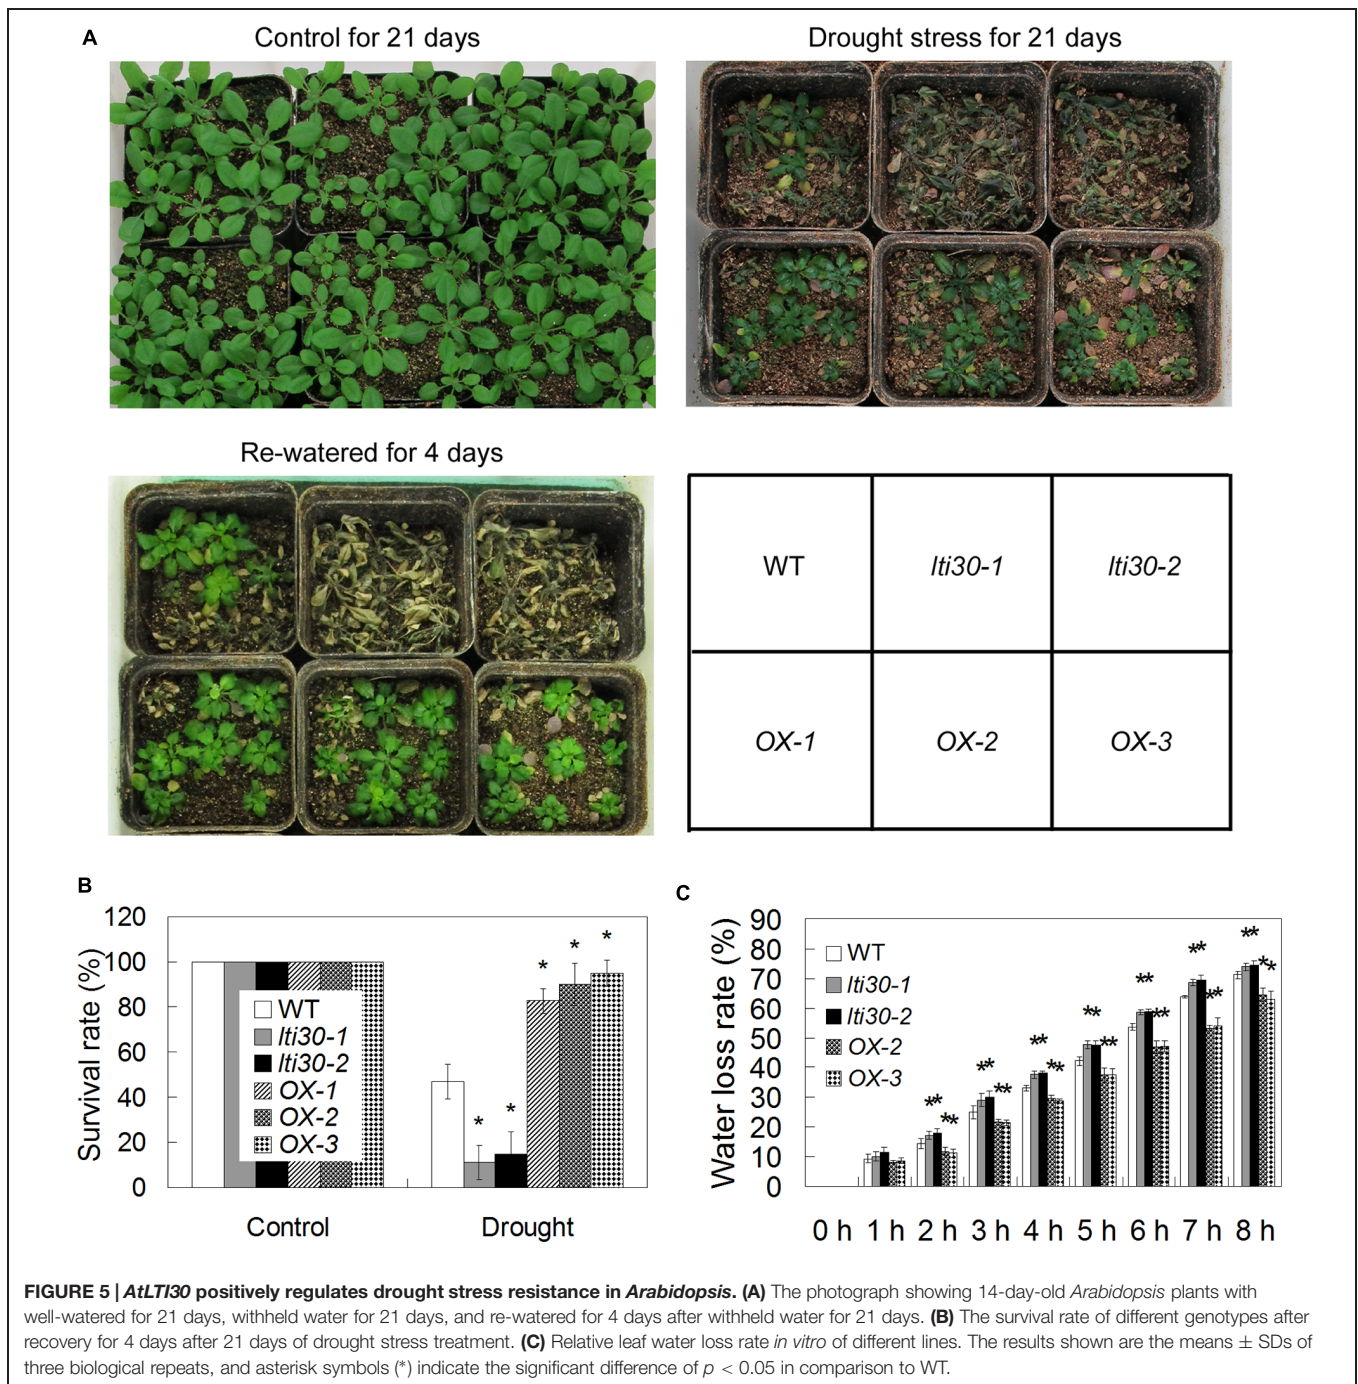 A
Control for 21 days
Drought stress for 21 days
Re-watered for 4 days
WT
lti30-1
lti30-2
OX-1
OX-2
OX-3
B
Survival rate (%)
120
100
80
60
40
20
0
WT
lti30-1
lti30-2
OX-1
OX-2
OX-3
* * * * *
Control
Drought
C
Water loss rate (%)
90
80
70
60
50
40
30
20
10
0
WT
lti30-1
lti30-2
OX-2
OX-3
** ** ** ** ** ** **
** ** ** ** ** ** **
0 h 1 h 2 h 3 h 4 h 5 h 6 h 7 h 8 h
FIGURE 5 | AtLTI30 positively regulates drought stress resistance in Arabidopsis. (A) The photograph showing 14-day-old Arabidopsis plants with
well-watered for 21 days, withheld water for 21 days, and re-watered for 4 days after withheld water for 21 days. (B) The survival rate of different genotypes after
recovery for 4 days after 21 days of drought stress treatment. (C) Relative leaf water loss rate in vitro of different lines. The results shown are the means ± SDs of
three biological repeats, and asterisk symbols (*) indicate the significant difference of p < 0.05 in comparison to WT.